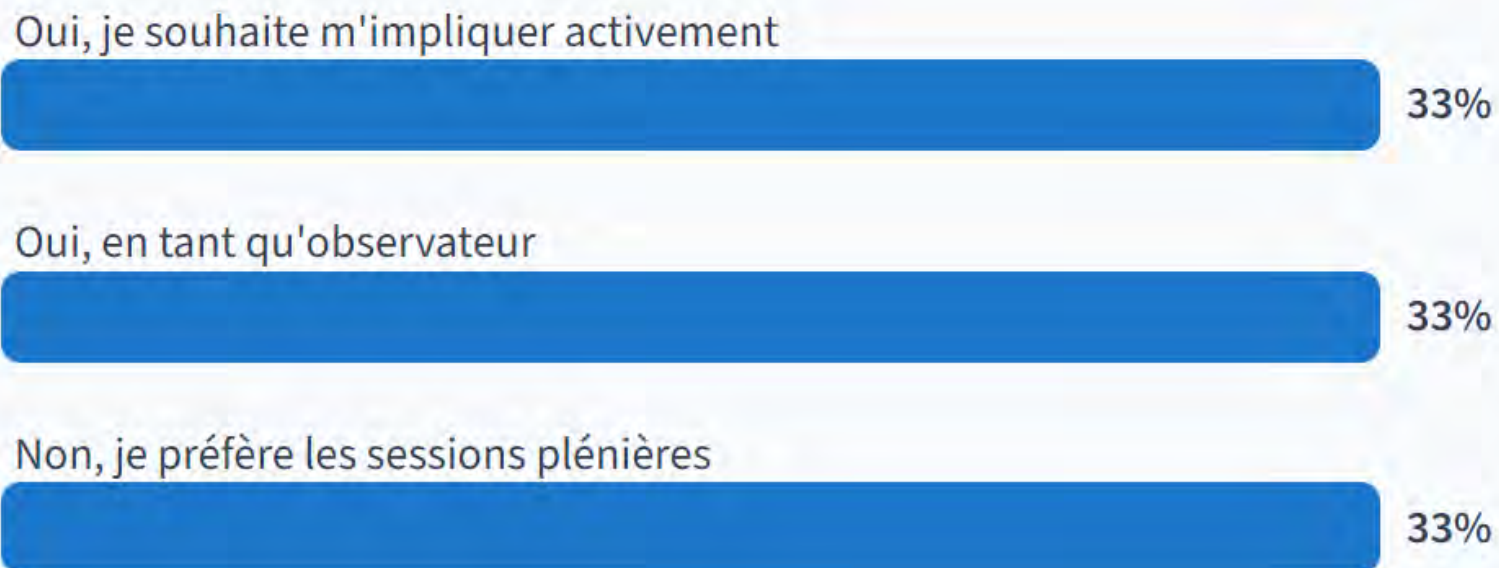 Oui, je souhaite m'impliquer activement
33%
Oui, en tant qu'observateur
33%
Non, je préfère les sessions plénières
33%